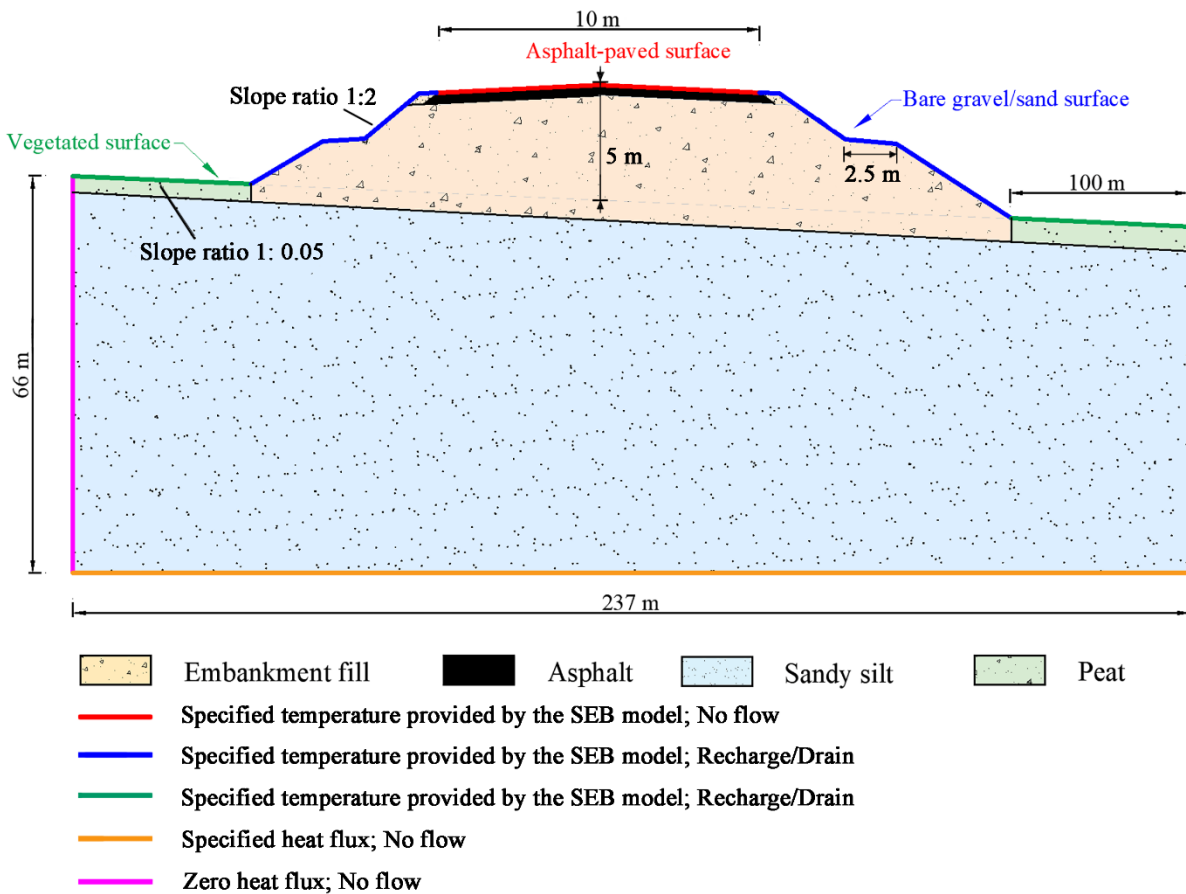 10 m
Asphalt-paved surface
Slope ratio 1:2
Bare gravel/sand surface
Vegetated surface
5 m
2.5 m
100 m
Slope ratio 1: 0.05
66 m
237 m
Embankment fill
Asphalt
Sandy silt
Peat
Specified temperature provided by the SEB model; No flow
Specified temperature provided by the SEB model; Recharge/Drain
Specified temperature provided by the SEB model; Recharge/Drain
Specified heat flux; No flow
Zero heat flux; No flow